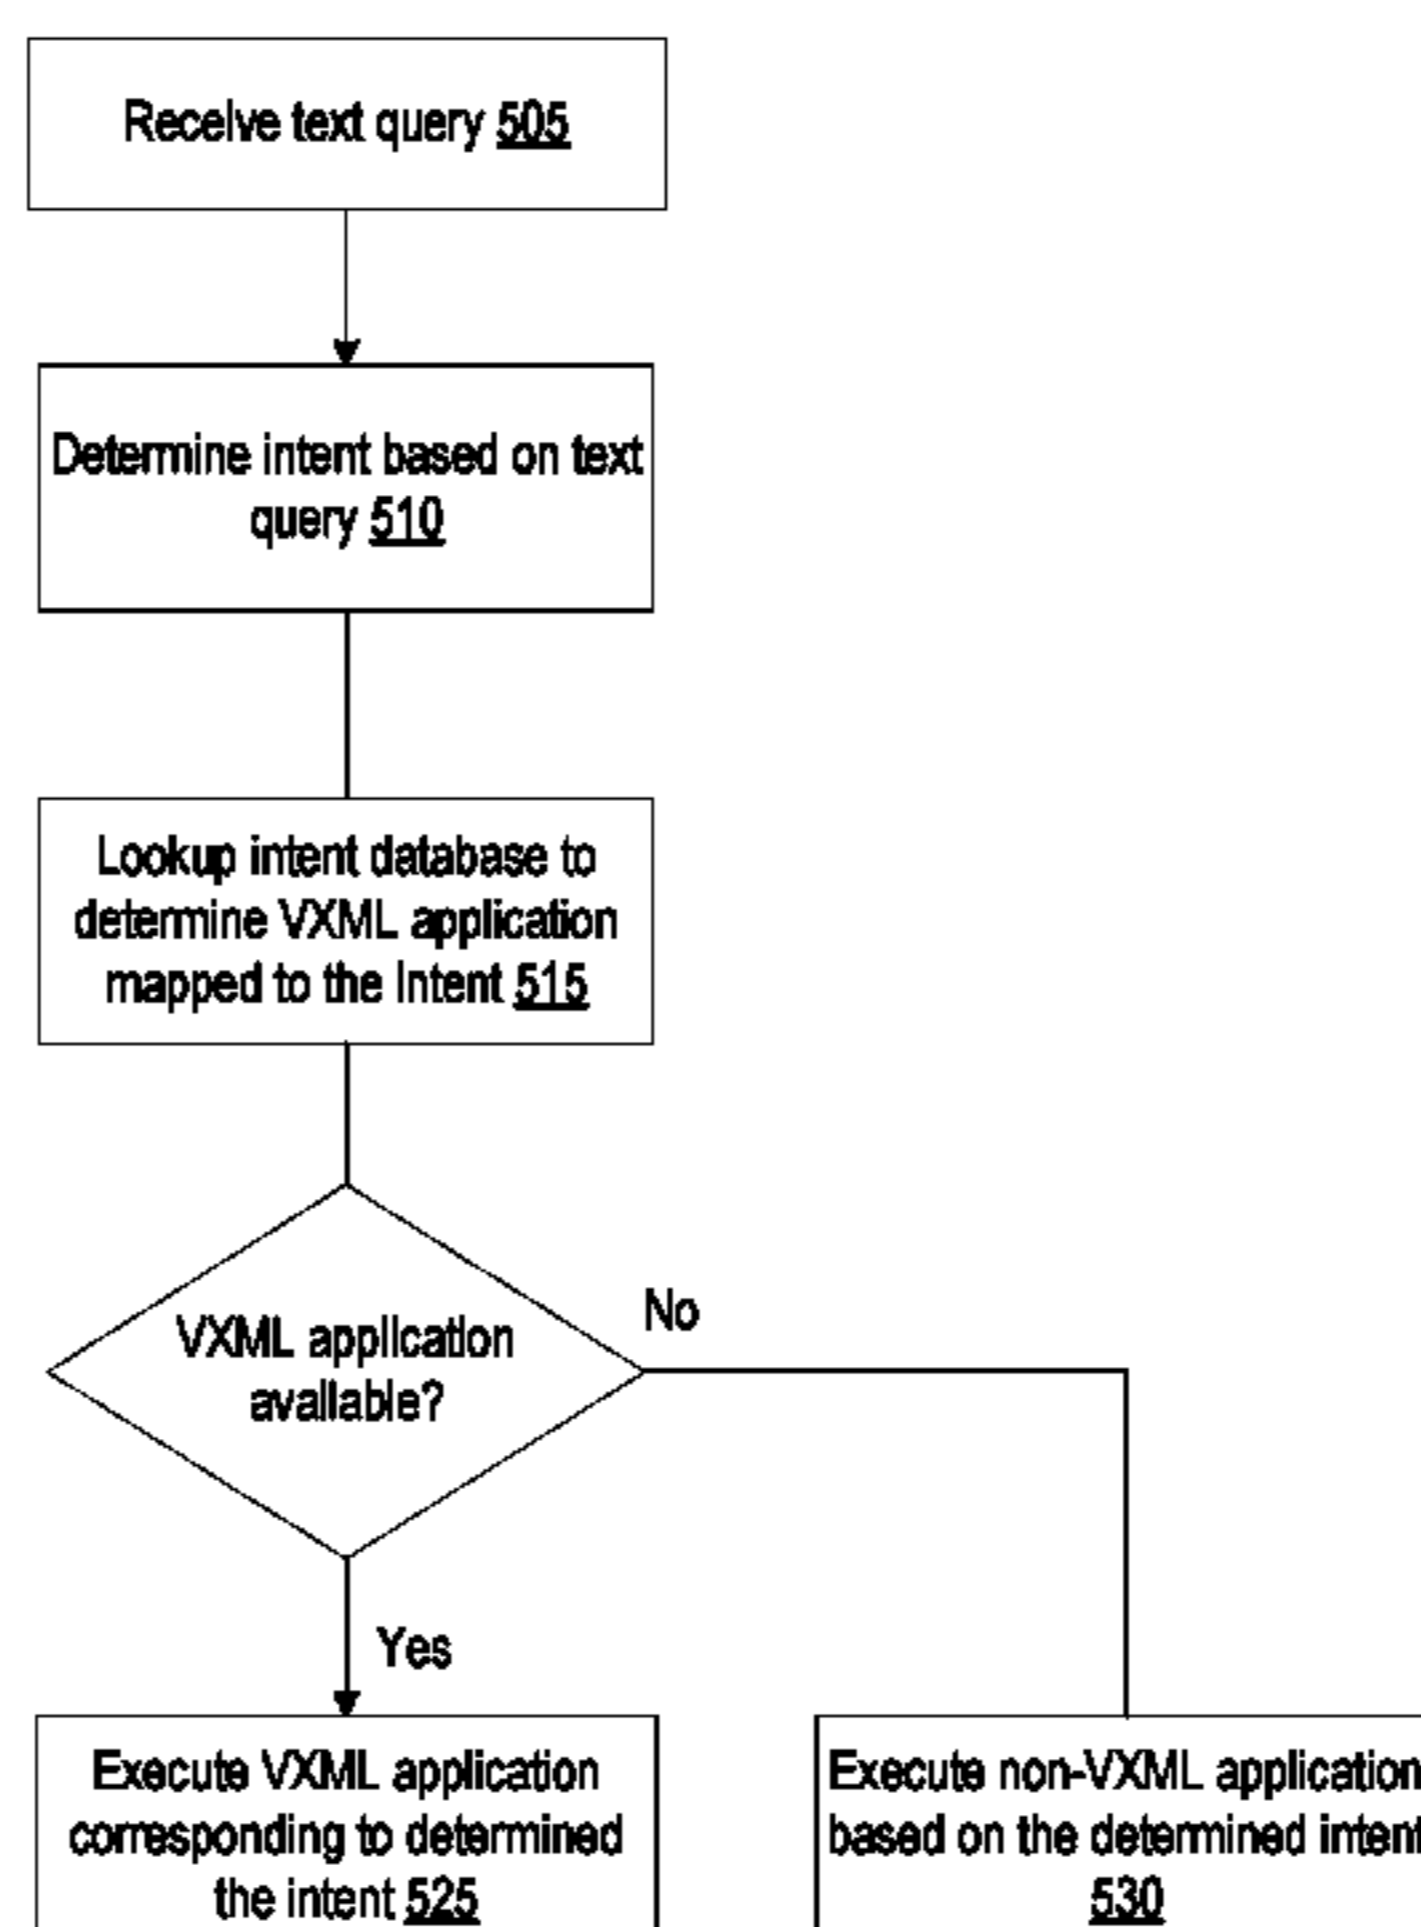 Receive text query 505
Determine intent based on text
query 510
Lookup intent database to
determine VXML application
mapped to the Intent 515
VXML application
available?
No
Yes
Execute VXML application
corresponding to determined
the intent 525
Execute non-VXML application
based on the determined intent
530